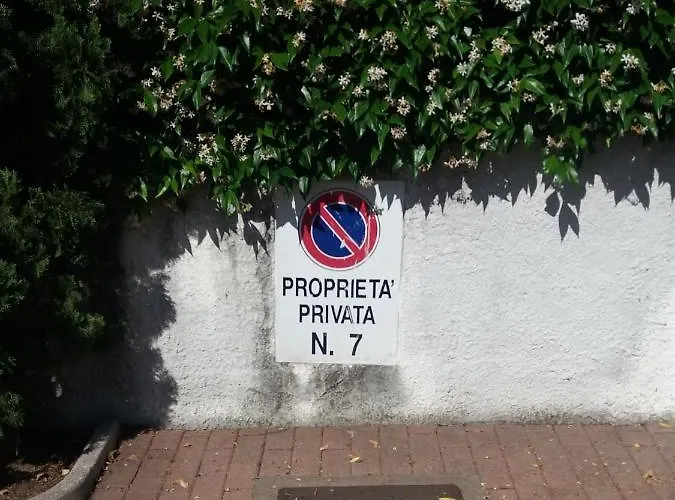 PROPRIETA'
PRIVATA
N. 7